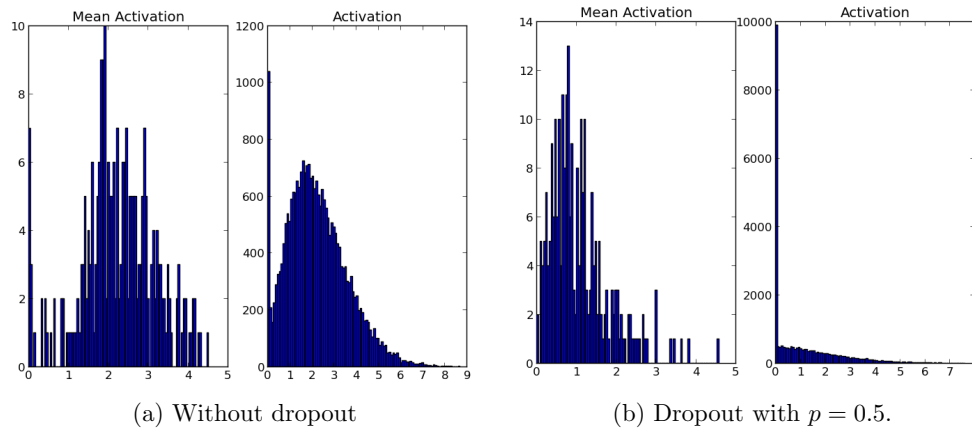 Mean Activation
10
8
6
4
2
0
0 1 2 3 4 5
Activation
1200
1000
800
600
400
200
0
0 1 2 3 4 5 6 7 8 9
(a) Without dropout
Mean Activation
14
12
10
8
6
4
2
0
0 1 2 3 4 5
Activation
10000
8000
6000
4000
2000
0
0 1 2 3 4 5 6 7
(b) Dropout with p = 0.5.